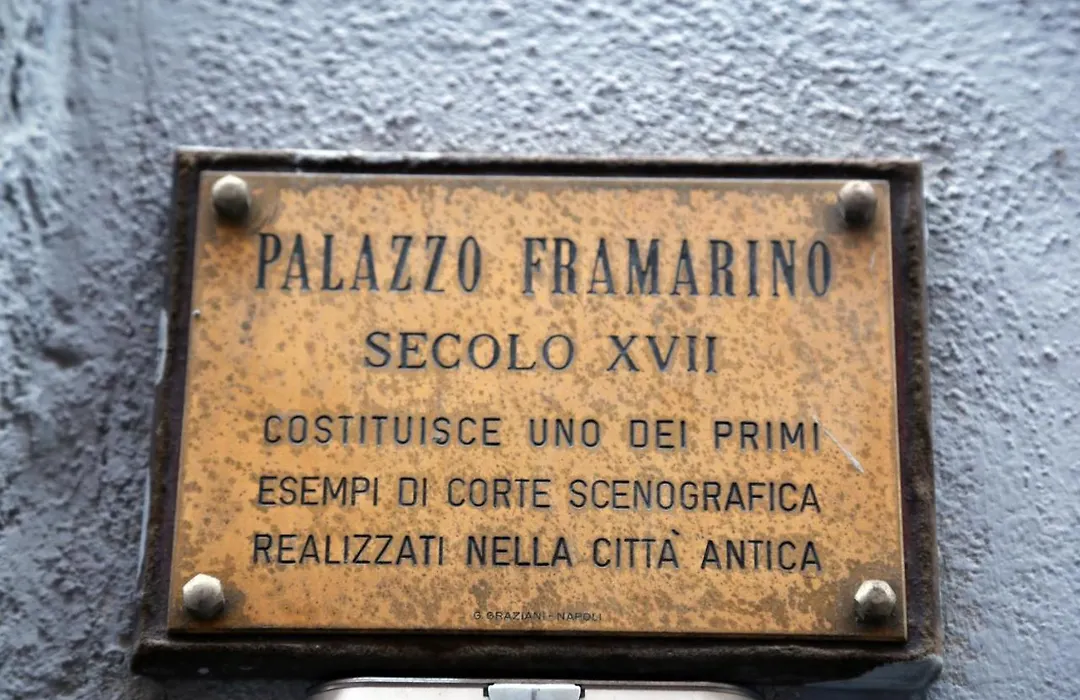 PALAZZO FRAMARINO
SECOLO XVII
COSTITUISCE UNO DEI PRIMI
ESEMPI DI CORTE SCENOGRAFICA
REALIZZATI NELLA CITTÀ ANTICA
G. GRAZIANI - NAPOLI